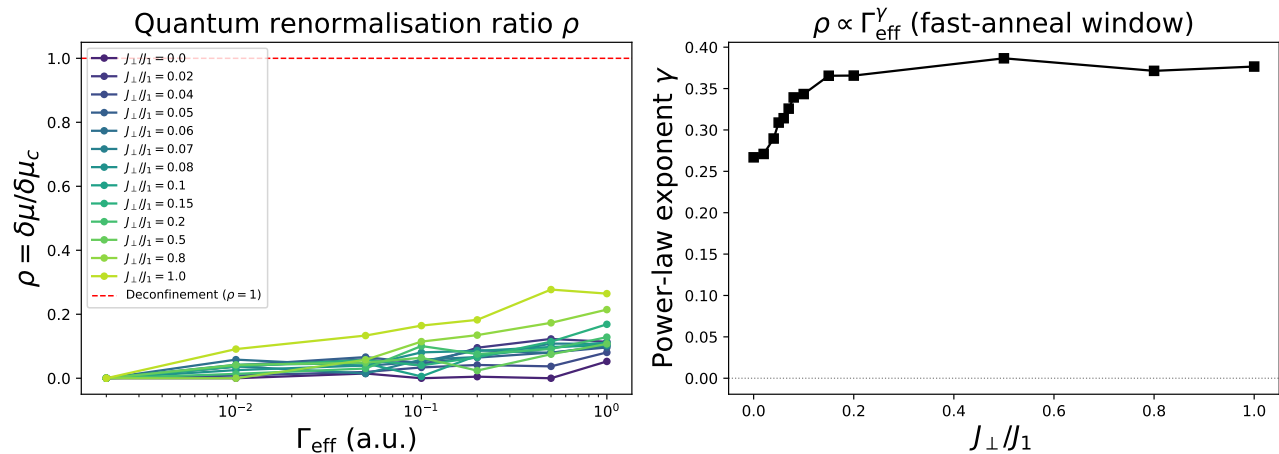 Quantum renormalisation ratio ρ
ρ = δμ/δμ_c
1.0
0.8
0.6
0.4
0.2
0.0
J⊥/J₁ = 0.0
J⊥/J₁ = 0.02
J⊥/J₁ = 0.04
J⊥/J₁ = 0.05
J⊥/J₁ = 0.06
J⊥/J₁ = 0.07
J⊥/J₁ = 0.08
J⊥/J₁ = 0.1
J⊥/J₁ = 0.15
J⊥/J₁ = 0.2
J⊥/J₁ = 0.5
J⊥/J₁ = 0.8
J⊥/J₁ = 1.0
Deconfinement (ρ = 1)
10⁻² 10⁻¹ 10⁰
Γ_eff (a.u.)
ρ ∝ Γ_eff^γ (fast-anneal window)
Power-law exponent γ
0.40
0.35
0.30
0.25
0.20
0.15
0.10
0.05
0.00
0.0 0.2 0.4 0.6 0.8 1.0
J⊥/J₁